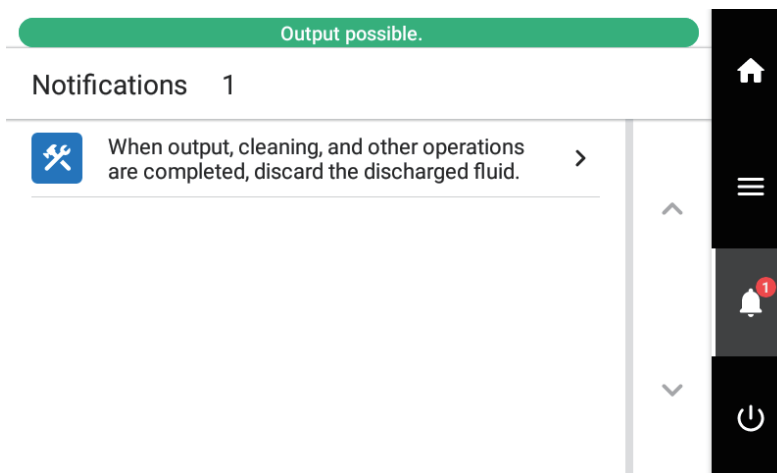 Output possible.
Notifications 1
When output, cleaning, and other operations
are completed, discard the discharged fluid.
1